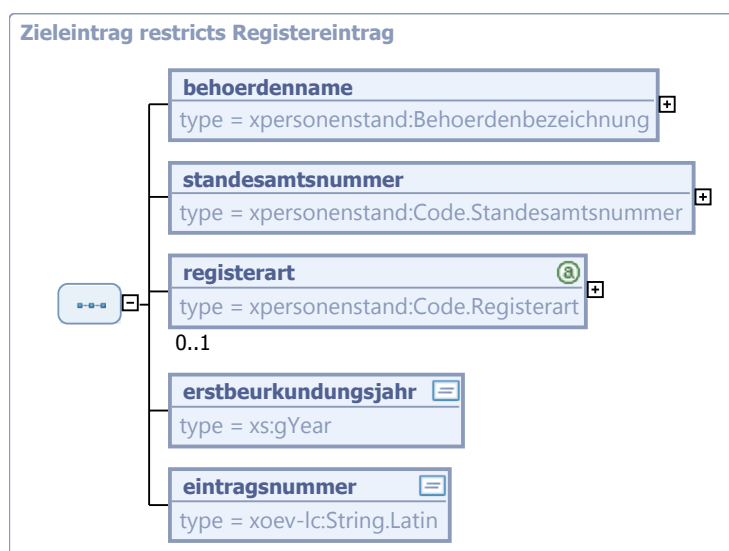 Zieleintrag restricts Registereintrag
behoerdenname
type = xpersonenstand:Behoerdenbezeichnung
standesamtsnummer
type = xpersonenstand:Code.Standesamtsnummer
registerart
type = xpersonenstand:Code.Registerart
0..1
erstbeurkundungsjahr
type = xs:gYear
eintragsnummer
type = xoev-lc:String.Latin